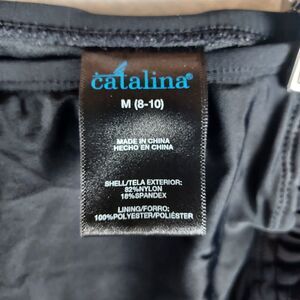 catalina®
M (8-10)
MADE IN CHINA
HECHO EN CHINA
SHELL/TELA EXTERIOR:
82%NYLON
18%SPANDEX
LINING/FORRO:
100%POLYESTER/POLIÉSTER